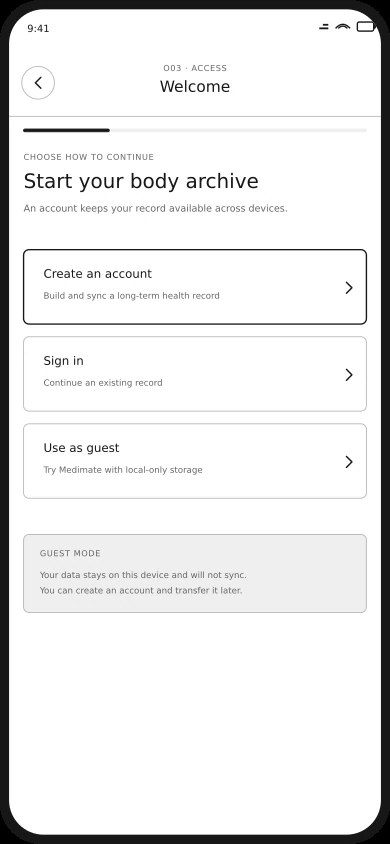 9:41
O03 · ACCESS
Welcome
CHOOSE HOW TO CONTINUE
Start your body archive
An account keeps your record available across devices.
Create an account
Build and sync a long-term health record
Sign in
Continue an existing record
Use as guest
Try Medimate with local-only storage
GUEST MODE
Your data stays on this device and will not sync.
You can create an account and transfer it later.